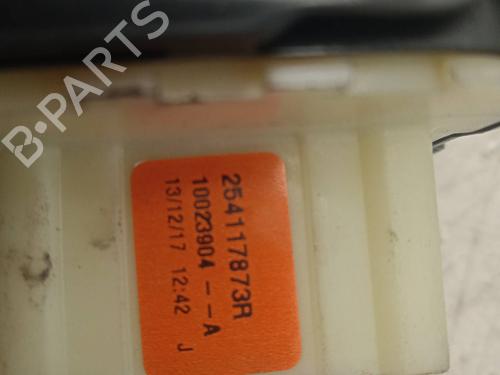 B-PARTS
254117873R
10023904 -- A
13/12/17 12:42 J